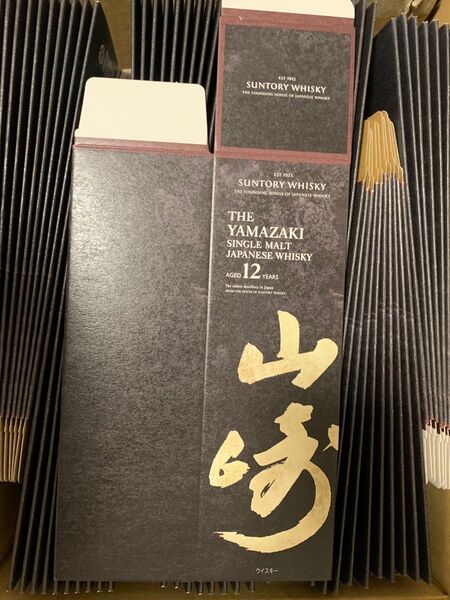 EST 1923
SUNTORY WHISKY
THE FOUNDING HOUSE OF JAPANESE WHISKY
EST 1923
SUNTORY WHISKY
THE FOUNDING HOUSE OF JAPANESE WHISKY
THE
YAMAZAKI
SINGLE MALT
JAPANESE WHISKY
AGED 12 YEARS
The oldest distillery in Japan
FROM THE HOUSE OF SUNTORY WHISKY
山崎
ウイスキー